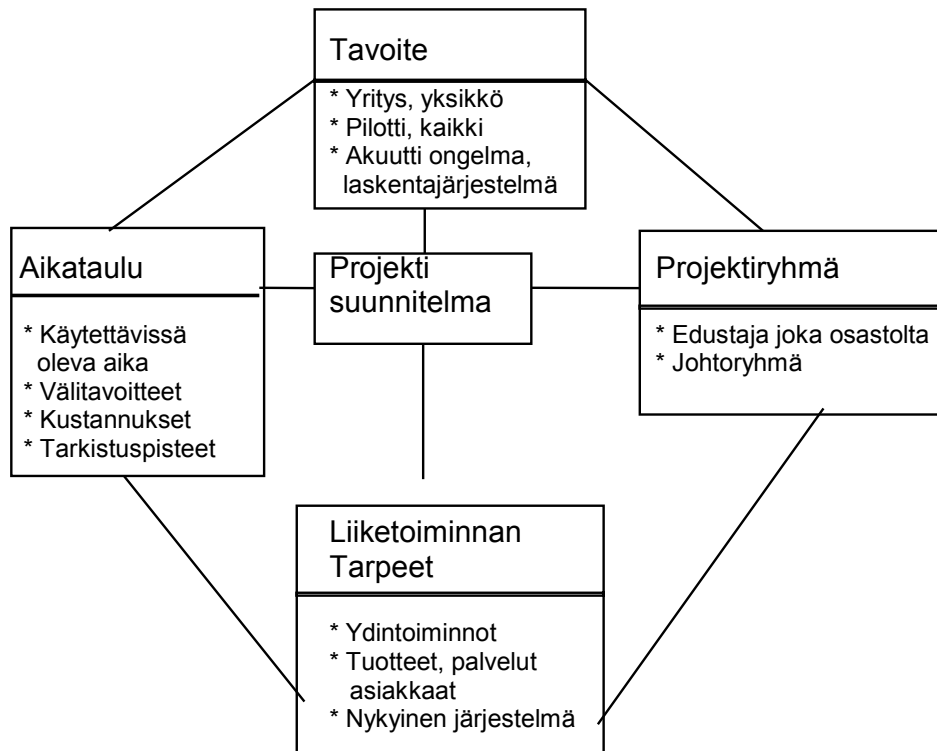 Tavoite
* Yritys, yksikkö
* Pilotti, kaikki
* Akuutti ongelma,
laskentajärjestelmä
Aikataulu
* Käytettävissä
oleva aika
* Välitavoitteet
* Kustannukset
* Tarkistuspisteet
Projekti
suunnitelma
Projektiryhmä
* Edustaja joka osastolta
* Johtoryhmä
Liiketoiminnan
Tarpeet
* Ydintoiminnot
* Tuotteet, palvelut
asiakkaat
* Nykyinen järjestelmä